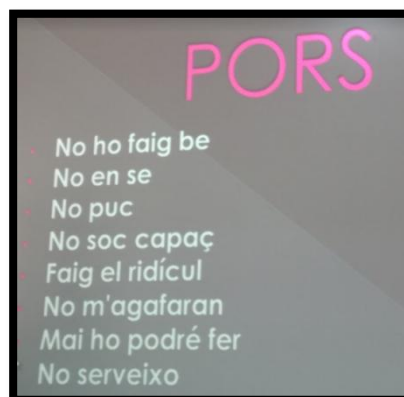 PORS
No ho faig be
No en se
No puc
No soc capaç
Faig el ridícul
No m'agafaran
Mai ho podré fer
No serveixo